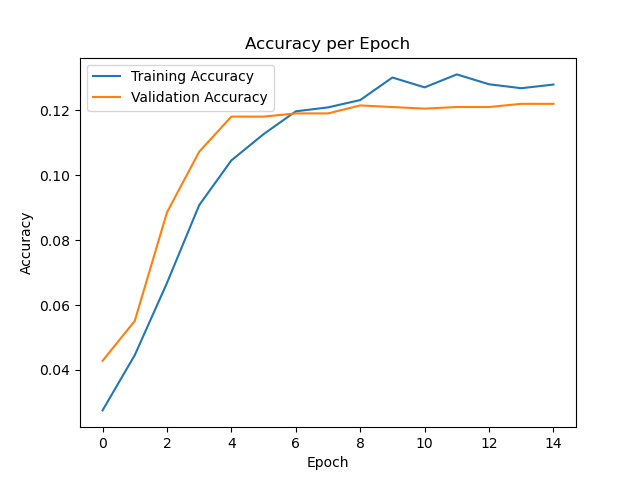 Accuracy per Epoch
Training Accuracy
Validation Accuracy
0.12
0.10
0.08
0.06
0.04
Accuracy
0 2 4 6 8 10 12 14
Epoch